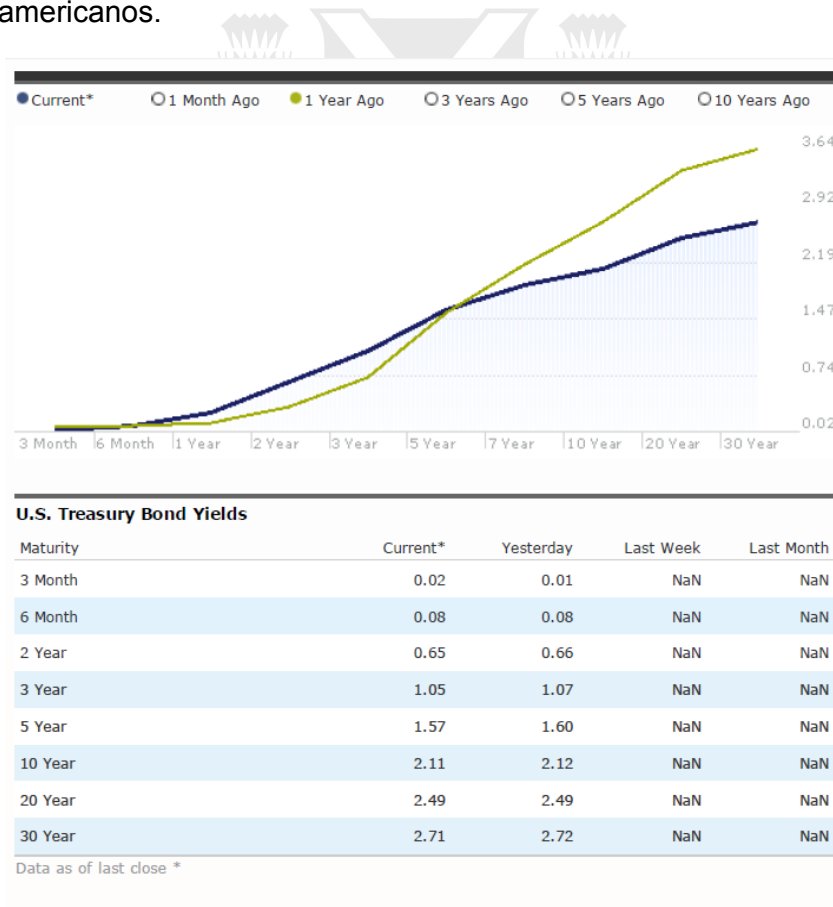 americanos.
Current* 1 Month Ago 1 Year Ago 3 Years Ago 5 Years Ago 10 Years Ago
3.64
2.92
2.19
1.47
0.74
0.02
3 Month 6 Month 1 Year 2 Year 3 Year 5 Year 7 Year 10 Year 20 Year 30 Year
U.S. Treasury Bond Yields
Maturity Current* Yesterday Last Week Last Month
3 Month 0.02 0.01 NaN NaN
6 Month 0.08 0.08 NaN NaN
2 Year 0.65 0.66 NaN NaN
3 Year 1.05 1.07 NaN NaN
5 Year 1.57 1.60 NaN NaN
10 Year 2.11 2.12 NaN NaN
20 Year 2.49 2.49 NaN NaN
30 Year 2.71 2.72 NaN NaN
Data as of last close *